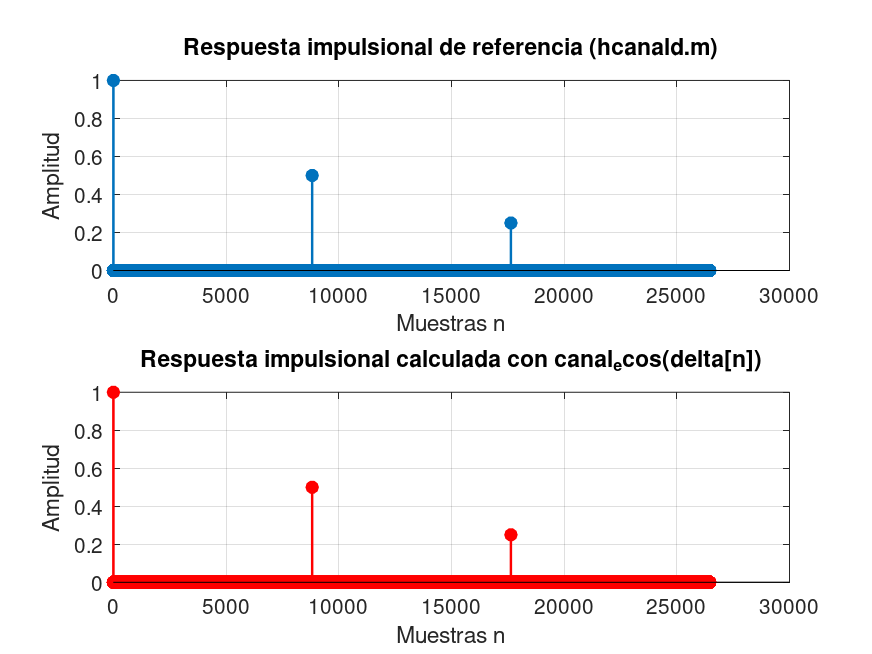 Respuesta impulsional de referencia (hcanald.m)
1
0.8
0.6
0.4
0.2
0
Amplitud
0 5000 10000 15000 20000 25000 30000
Muestras n
Respuesta impulsional calculada con canalₑcos(delta[n])
1
0.8
0.6
0.4
0.2
0
Amplitud
0 5000 10000 15000 20000 25000 30000
Muestras n